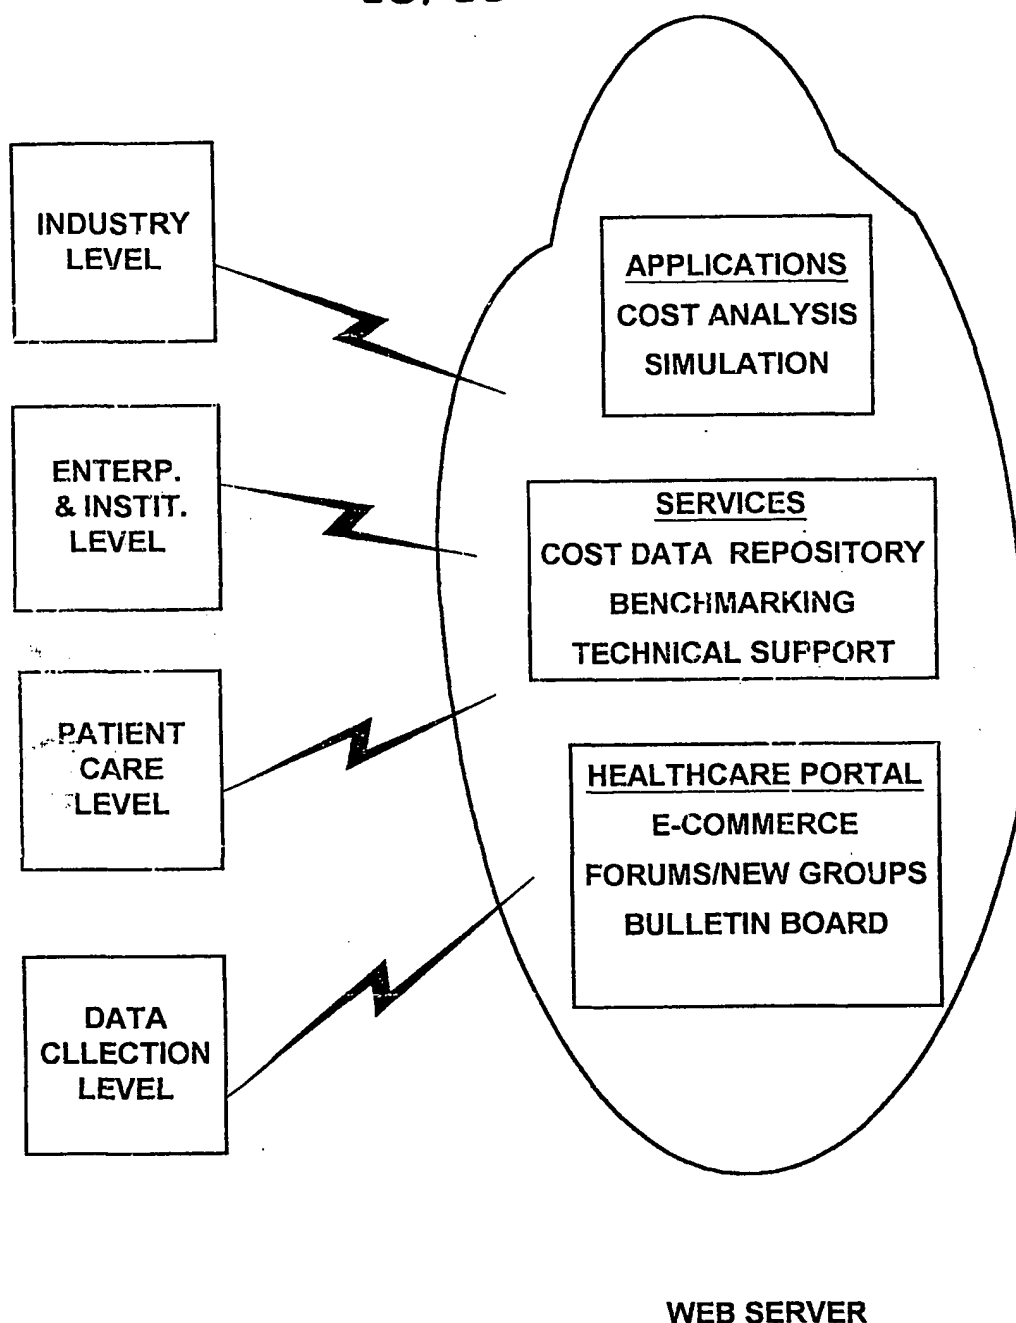 INDUSTRY
LEVEL
ENTERP.
& INSTIT.
LEVEL
PATIENT
CARE
LEVEL
DATA
CLLECTION
LEVEL
APPLICATIONS
COST ANALYSIS
SIMULATION
SERVICES
COST DATA REPOSITORY
BENCHMARKING
TECHNICAL SUPPORT
HEALTHCARE PORTAL
E-COMMERCE
FORUMS/NEW GROUPS
BULLETIN BOARD
WEB SERVER